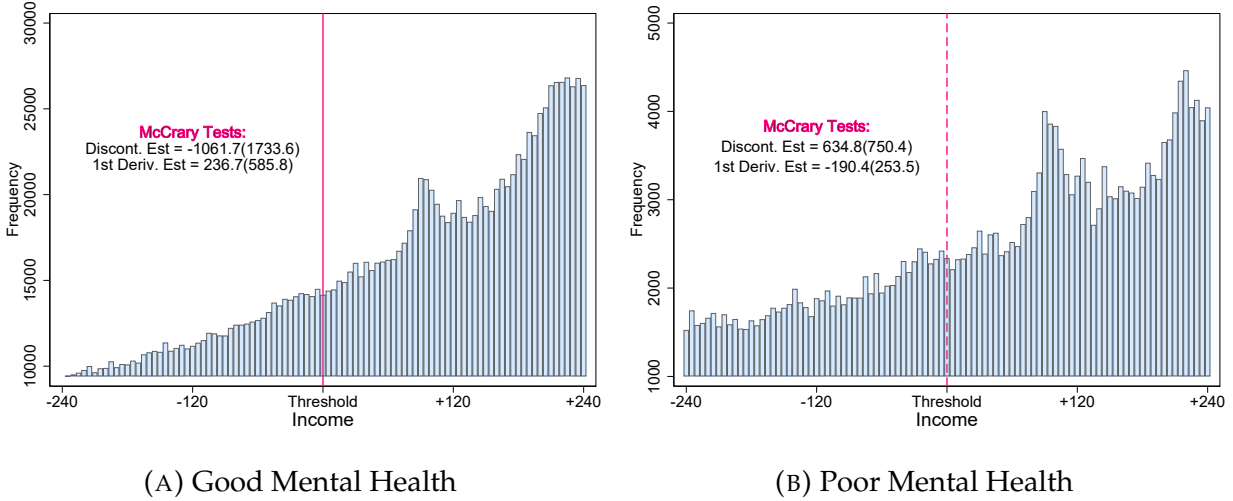 30000
25000
20000
15000
10000
Frequency
McCrary Tests:
Discont. Est = -1061.7(1733.6)
1st Deriv. Est = 236.7(585.8)
-240
-120
Threshold
+120
+240
Income
(A) Good Mental Health
5000
4000
3000
2000
1000
Frequency
McCrary Tests:
Discont. Est = 634.8(750.4)
1st Deriv. Est = -190.4(253.5)
-240
-120
Threshold
+120
+240
Income
(B) Poor Mental Health